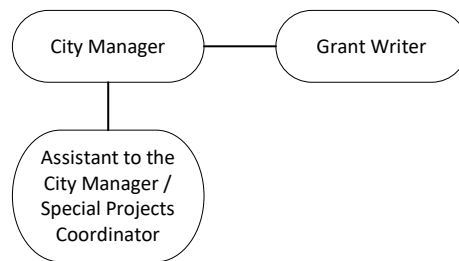 City Manager
Grant Writer
Assistant to the
City Manager /
Special Projects
Coordinator